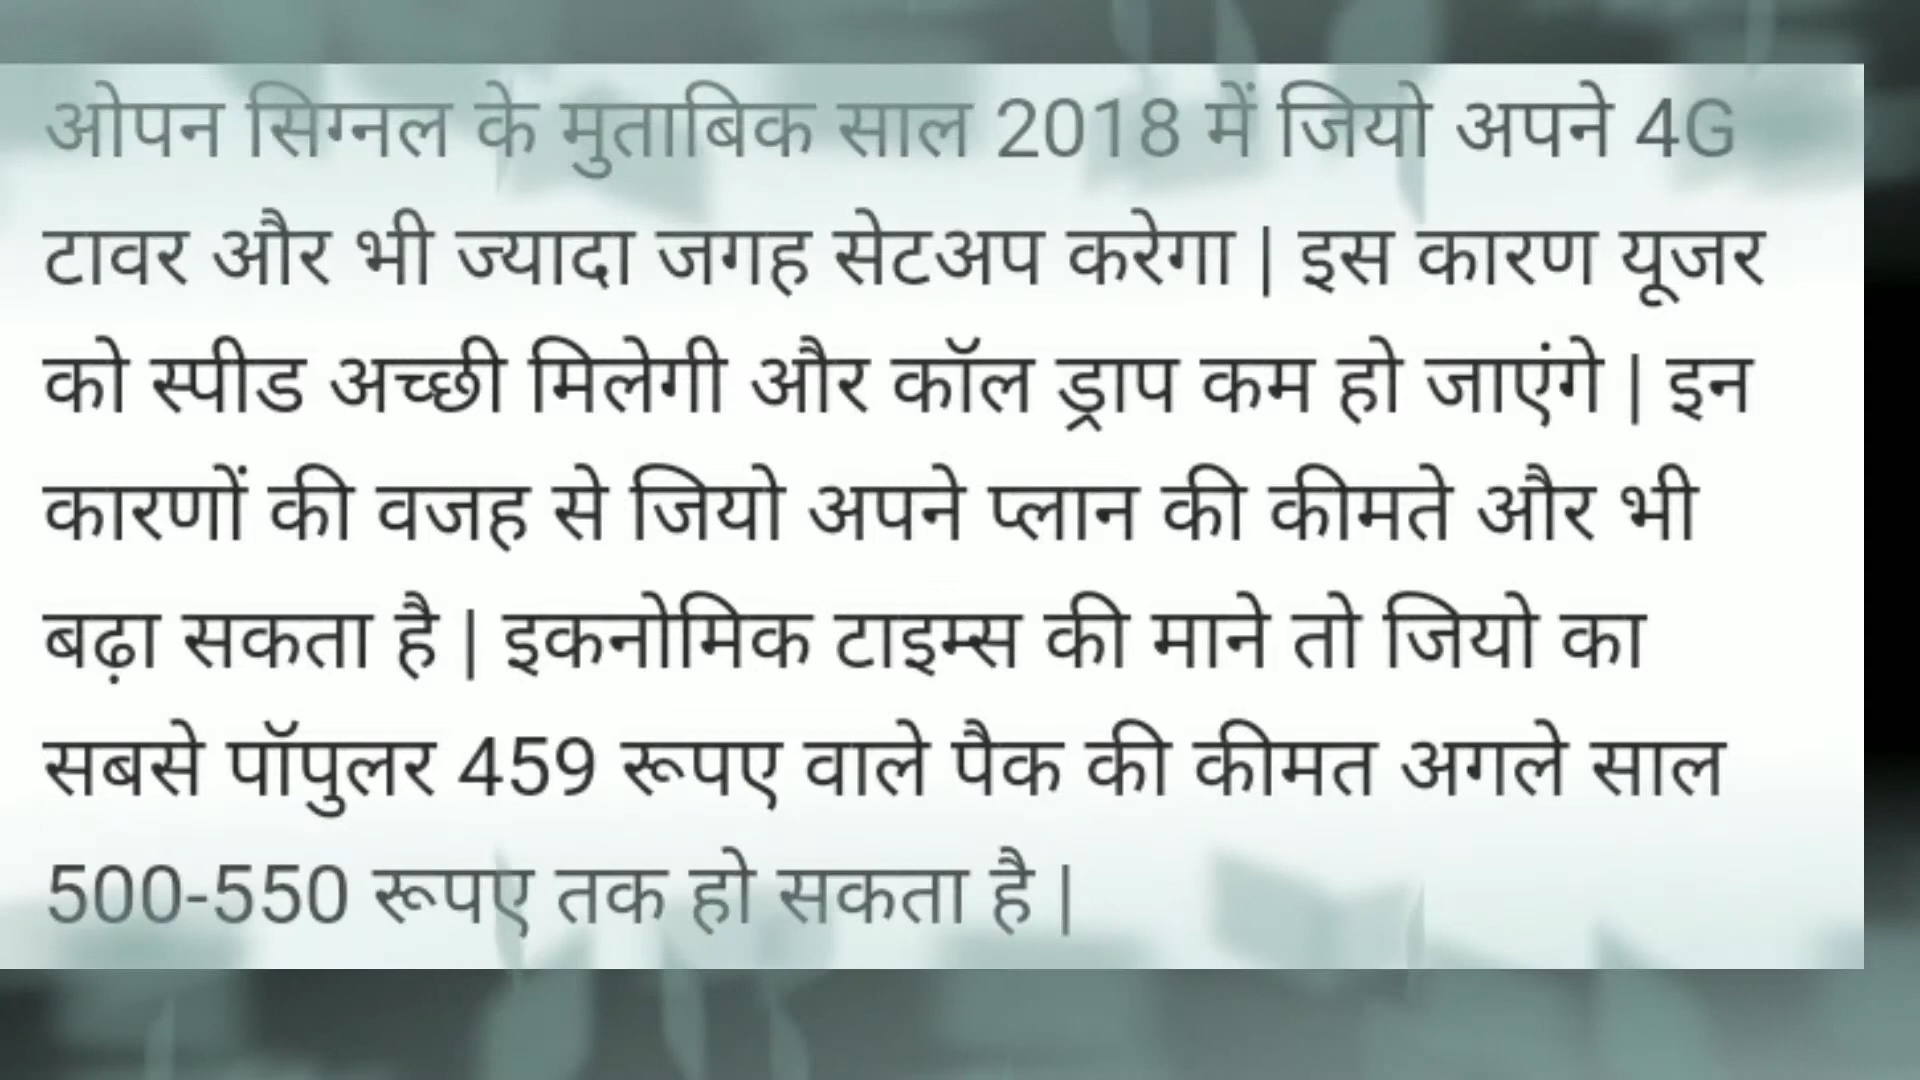 ओपन सिग्नल के मुताबिक साल 2018 में जियो अपने 4G
टावर और भी ज्यादा जगह सेटअप करेगा | इस कारण यूजर
को स्पीड अच्छी मिलेगी और कॉल ड्राप कम हो जाएंगे | इन
कारणों की वजह से जियो अपने प्लान की कीमते और भी
बढ़ा सकता है | इकनोमिक टाइम्स की माने तो जियो का
सबसे पॉपुलर 459 रूपए वाले पैक की कीमत अगले साल
500-550 रूपए तक हो सकता है |